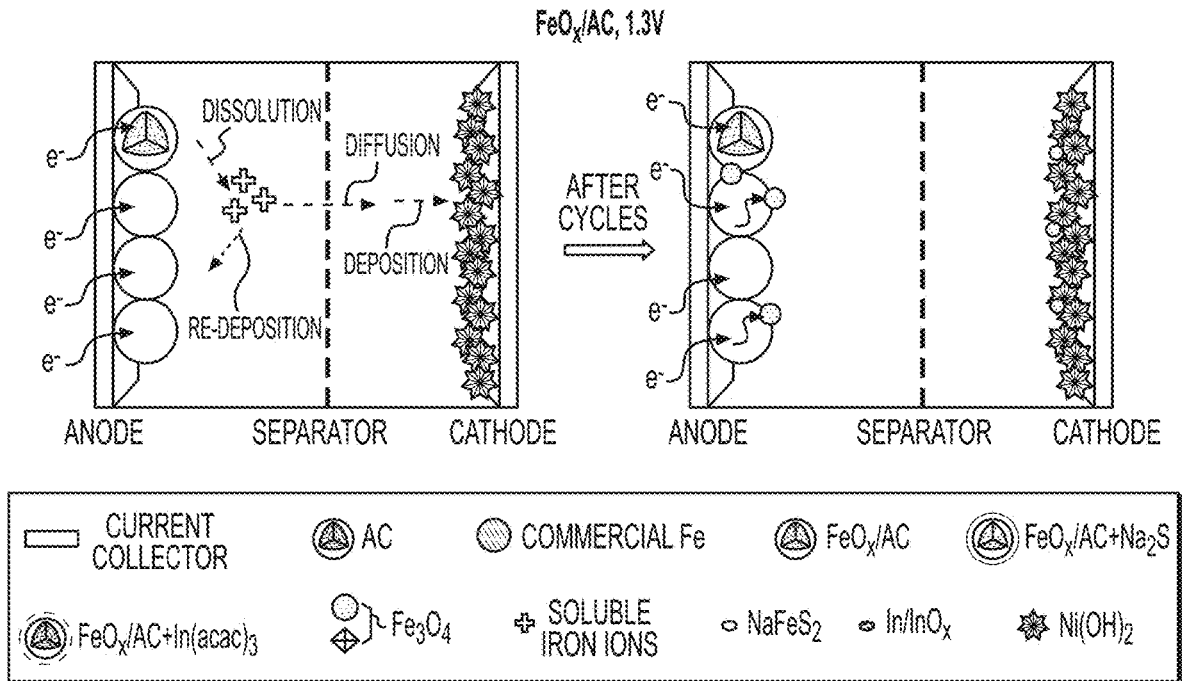 FeOx/AC, 1.3V
e-
e-
e-
e-
DISSOLUTION
DIFFUSION
DEPOSITION
RE-DEPOSITION
AFTER
CYCLES
e-
e-
e-
e-
ANODE
SEPARATOR
CATHODE
ANODE
SEPARATOR
CATHODE
CURRENT
COLLECTOR
AC
COMMERCIAL Fe
FeOx/AC
FeOx/AC+Na2S
FeOx/AC+In(acac)3
Fe3O4
SOLUBLE
IRON IONS
NaFeS2
In/InOx
Ni(OH)2